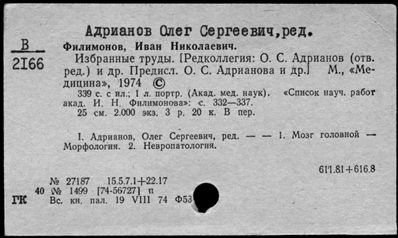 Адрианов Олег Сергеевич, ред.
В
2166
Филимонов, Иван Николаевич.
Избранные труды. [Редколлегия: О. С. Адрианов (отв.
ред.) и др. Предисл. О. С. Адрианова и др.] М., «Ме-
дицина», 1974 ©
339 с. с ил.; 1 л. портр. (Акад. мед. наук). «Список науч. работ
акад. И. Н. Филимонова»: с. 332—337.
25 см. 2.000 экз. 3 р. 20 к. В пер.
1. Адрианов, Олег Сергеевич, ред. — — 1. Мозг головной —
Морфология. 2. Невропатология.
611.81+616.8
№ 27187 15.5.7.1+22.17
40 № 1499 [74-56727] п
ГК Вс. кн. пал. 19 VIII 74 Ф53